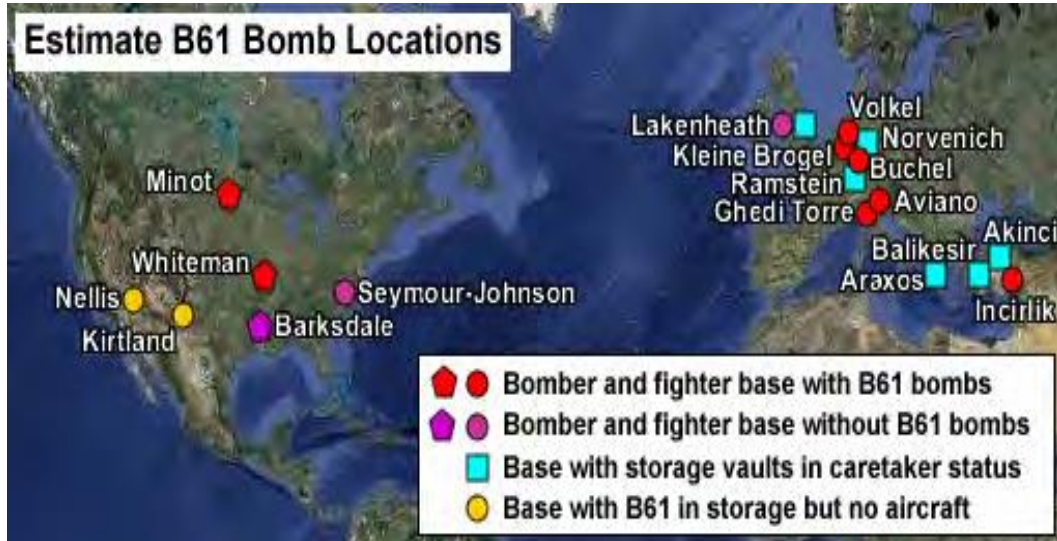 Estimate B61 Bomb Locations
Volkel
Lakenheath
Norvenich
Kleine Brogel
Buchel
Ramstein
Minot
Aviano
Ghedi Torre
Akinci
Balikesir
Whiteman
Araxos
Nellis
Seymour-Johnson
Incirlik
Barksdale
Kirtland
Bomber and fighter base with B61 bombs
Bomber and fighter base without B61 bombs
Base with storage vaults in caretaker status
Base with B61 in storage but no aircraft